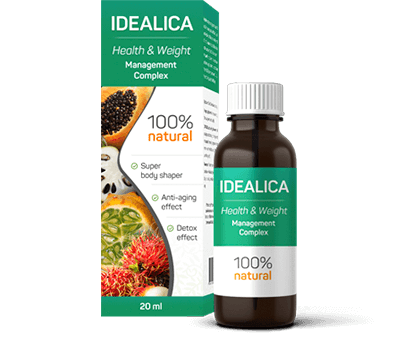 IDEALICA
Health & Weight
Management
Complex
100%
natural
Super
body shaper
Anti-aging
effect
Detox
effect
20 ml
IDEALICA
Health & Weight
Management
Complex
100%
natural